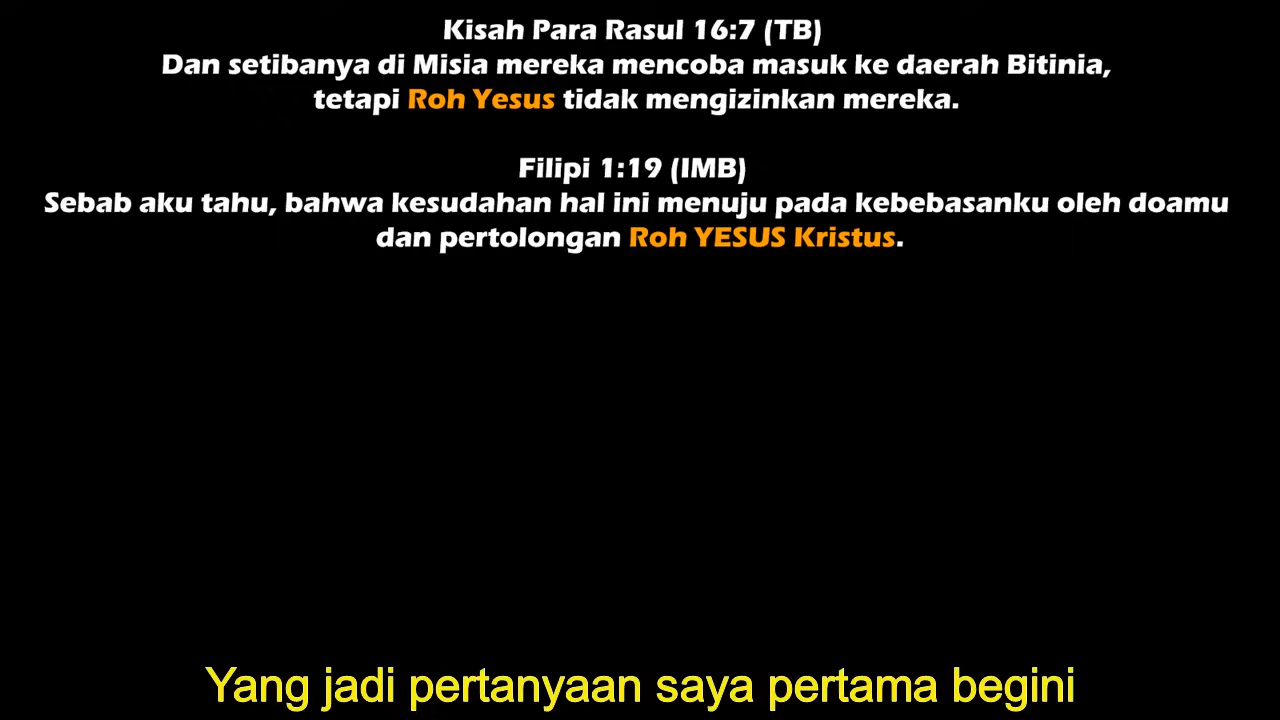 Kisah Para Rasul 16:7 (TB)
Dan setibanya di Misia mereka mencoba masuk ke daerah Bitinia,
tetapi Roh Yesus tidak mengizinkan mereka.
Filipi 1:19 (IMB)
Sebab aku tahu, bahwa kesudahan hal ini menuju pada kebebasanku oleh doamu
dan pertolongan Roh YESUS Kristus.
Yang jadi pertanyaan saya pertama begini